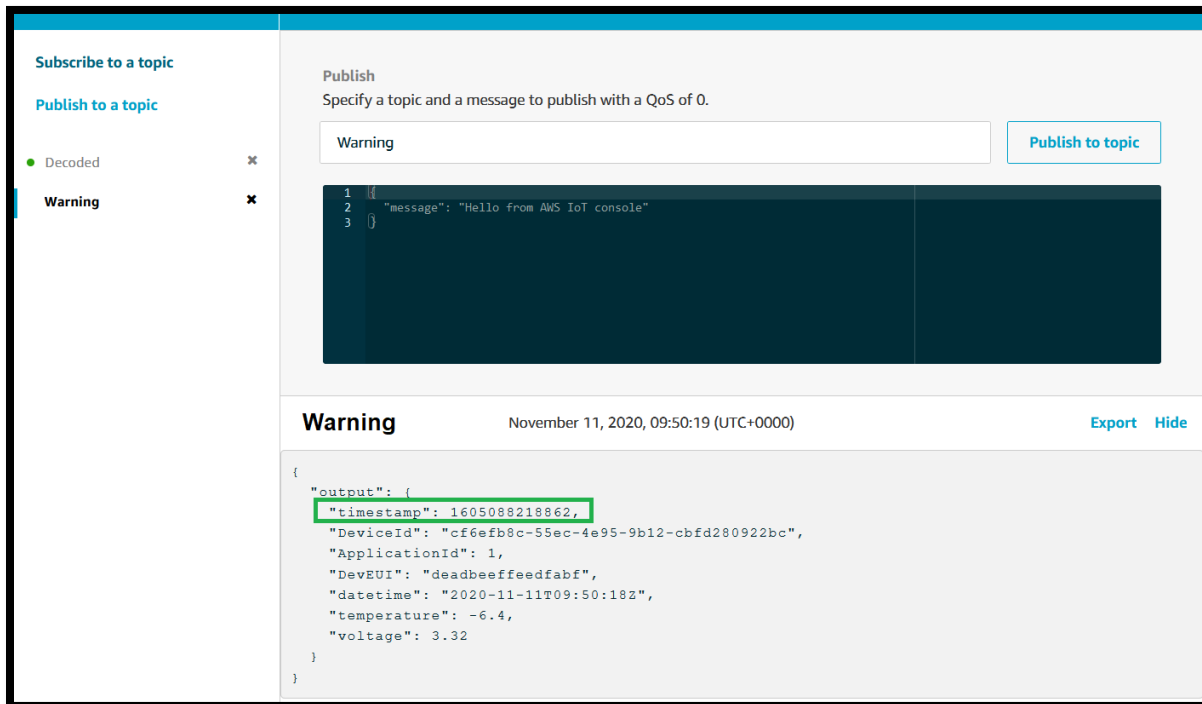 Subscribe to a topic
Publish to a topic
Decoded
Warning
Publish
Specify a topic and a message to publish with a QoS of 0.
Warning
Publish to topic
1 {
2 "message": "Hello from AWS IoT console"
3 }
Warning November 11, 2020, 09:50:19 (UTC+0000) Export Hide
{
"output": {
"timestamp": 1605088218862,
"DeviceId": "cf6efb8c-55ec-4e95-9b12-cbfd280922bc",
"ApplicationId": 1,
"DevEUI": "deadbeeffeedfabf",
"datetime": "2020-11-11T09:50:18Z",
"temperature": -6.4,
"voltage": 3.32
}
}